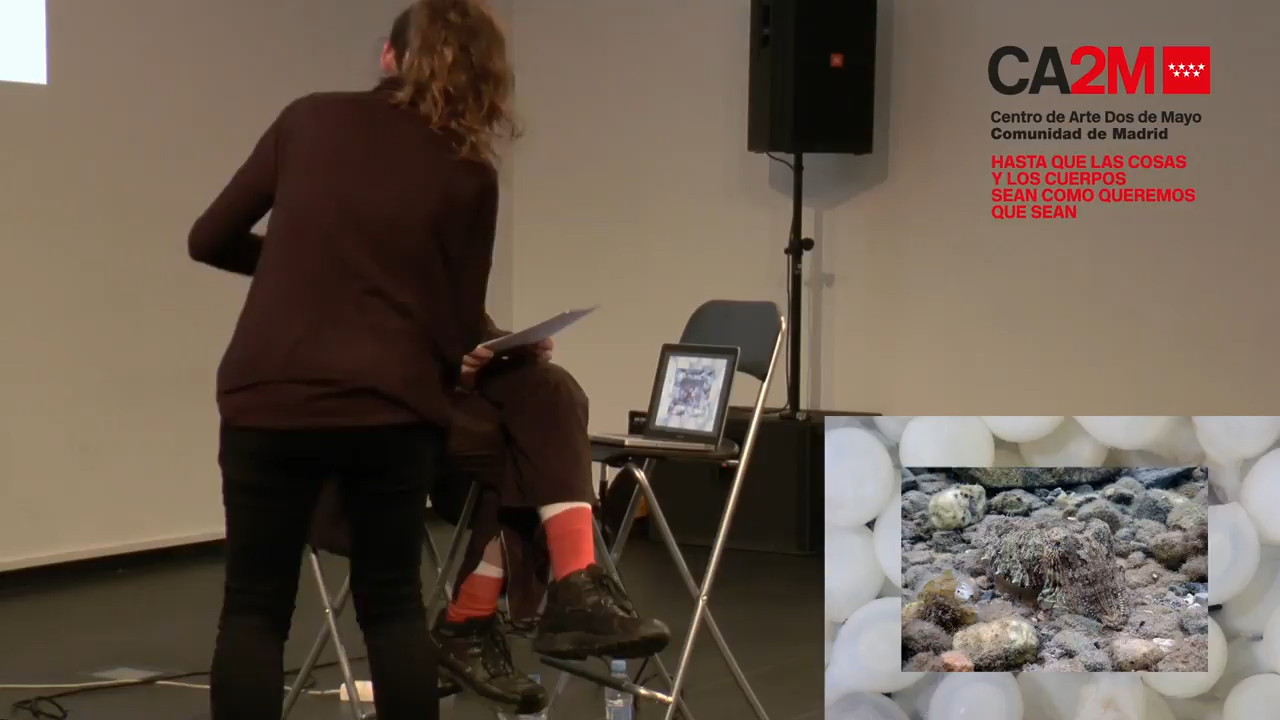 CA2M
Centro de Arte Dos de Mayo
Comunidad de Madrid
HASTA QUE LAS COSAS
Y LOS CUERPOS
SEAN COMO QUEREMOS
QUE SEAN